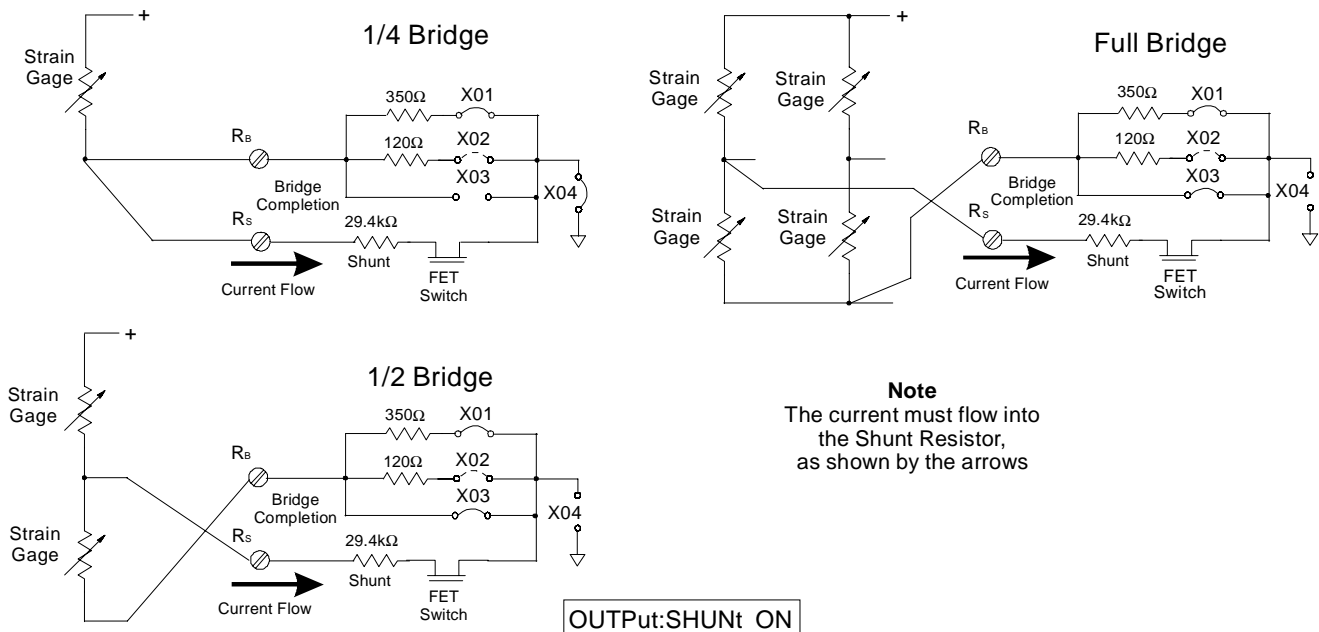 +
1/4 Bridge
Strain
Gage
350Ω
X01
RB
120Ω
X02
X03
Bridge
Completion
X04
RS
29.4kΩ
Shunt
FET
Switch
Current Flow
+
Full Bridge
Strain
Gage
Strain
Gage
350Ω
X01
RB
120Ω
X02
X03
Bridge
Completion
X04
Strain
Gage
Strain
Gage
RS
29.4kΩ
Shunt
FET
Switch
Current Flow
+
1/2 Bridge
Strain
Gage
350Ω
X01
RB
120Ω
X02
X03
Bridge
Completion
X04
Strain
Gage
RS
29.4kΩ
Shunt
FET
Switch
Current Flow
Note
The current must flow into
the Shunt Resistor,
as shown by the arrows
OUTPut:SHUNt ON